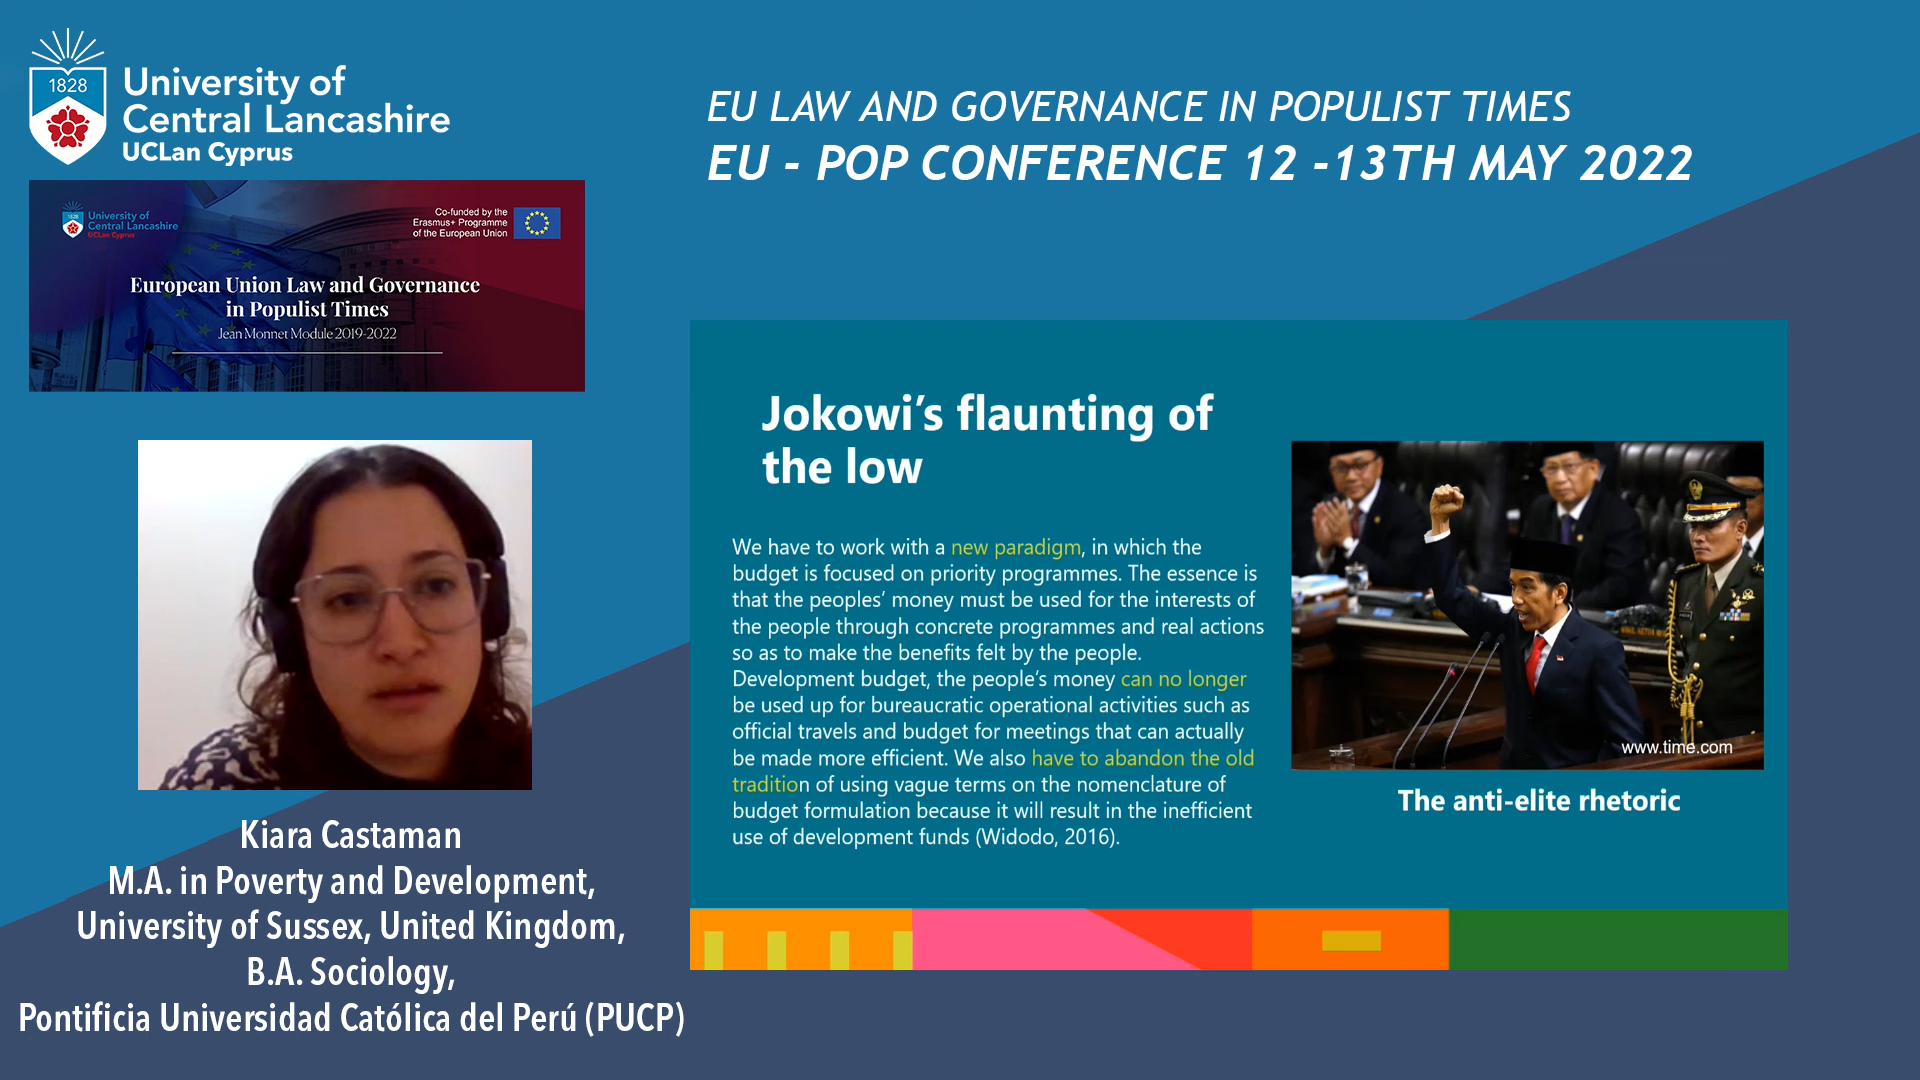 1828
University of
Central Lancashire
UCLan Cyprus
EU LAW AND GOVERNANCE IN POPULIST TIMES
EU - POP CONFERENCE 12 -13TH MAY 2022
1828
University of
Central Lancashire
UCLan Cyprus
Co-funded by the
Erasmus+ Programme
of the European Union
European Union Law and Governance
in Populist Times
Jean Monnet Module 2019-2022
Jokowi’s flaunting of
the low
We have to work with a new paradigm, in which the
budget is focused on priority programmes. The essence is
that the peoples’ money must be used for the interests of
the people through concrete programmes and real actions
so as to make the benefits felt by the people.
Development budget, the people’s money can no longer
be used up for bureaucratic operational activities such as
official travels and budget for meetings that can actually
be made more efficient. We also have to abandon the old
tradition of using vague terms on the nomenclature of
budget formulation because it will result in the inefficient
use of development funds (Widodo, 2016).
www.time.com
The anti-elite rhetoric
Kiara Castaman
M.A. in Poverty and Development,
University of Sussex, United Kingdom,
B.A. Sociology,
Pontificia Universidad Católica del Perú (PUCP)